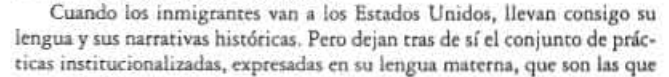 Cuando los inmigrantes van a los Estados Unidos, llevan consigo su
lengua y sus narrativas históricas. Pero dejan tras de sí el conjunto de prác-
ticas institucionalizadas, expresadas en su lengua materna, que son las que